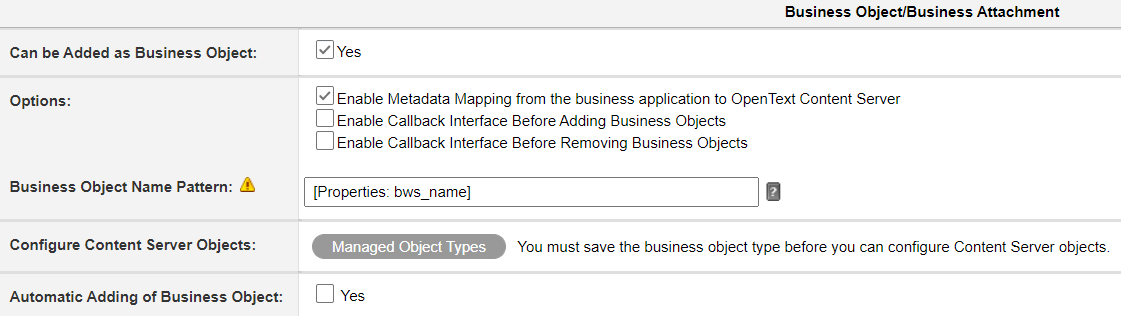 Business Object/Business Attachment
Can be Added as Business Object: Yes
Options: Enable Metadata Mapping from the business application to OpenText Content Server
Enable Callback Interface Before Adding Business Objects
Enable Callback Interface Before Removing Business Objects
Business Object Name Pattern: [Properties: bws_name] ?
Configure Content Server Objects: Managed Object Types You must save the business object type before you can configure Content Server objects.
Automatic Adding of Business Object: Yes